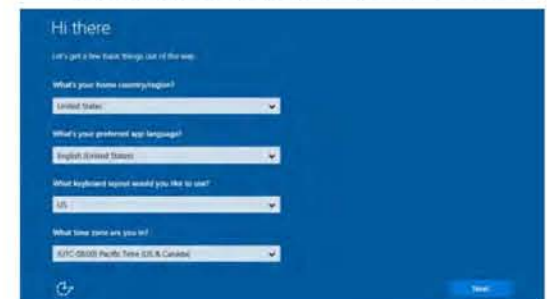 Hi there
Let's get a few basic things out of the way.
What's your home country/region?
United States
What's your preferred app language?
English (United States)
What keyboard layout would you like to use?
US
What time zone are you in?
(UTC-08:00) Pacific Time (US & Canada)
Next